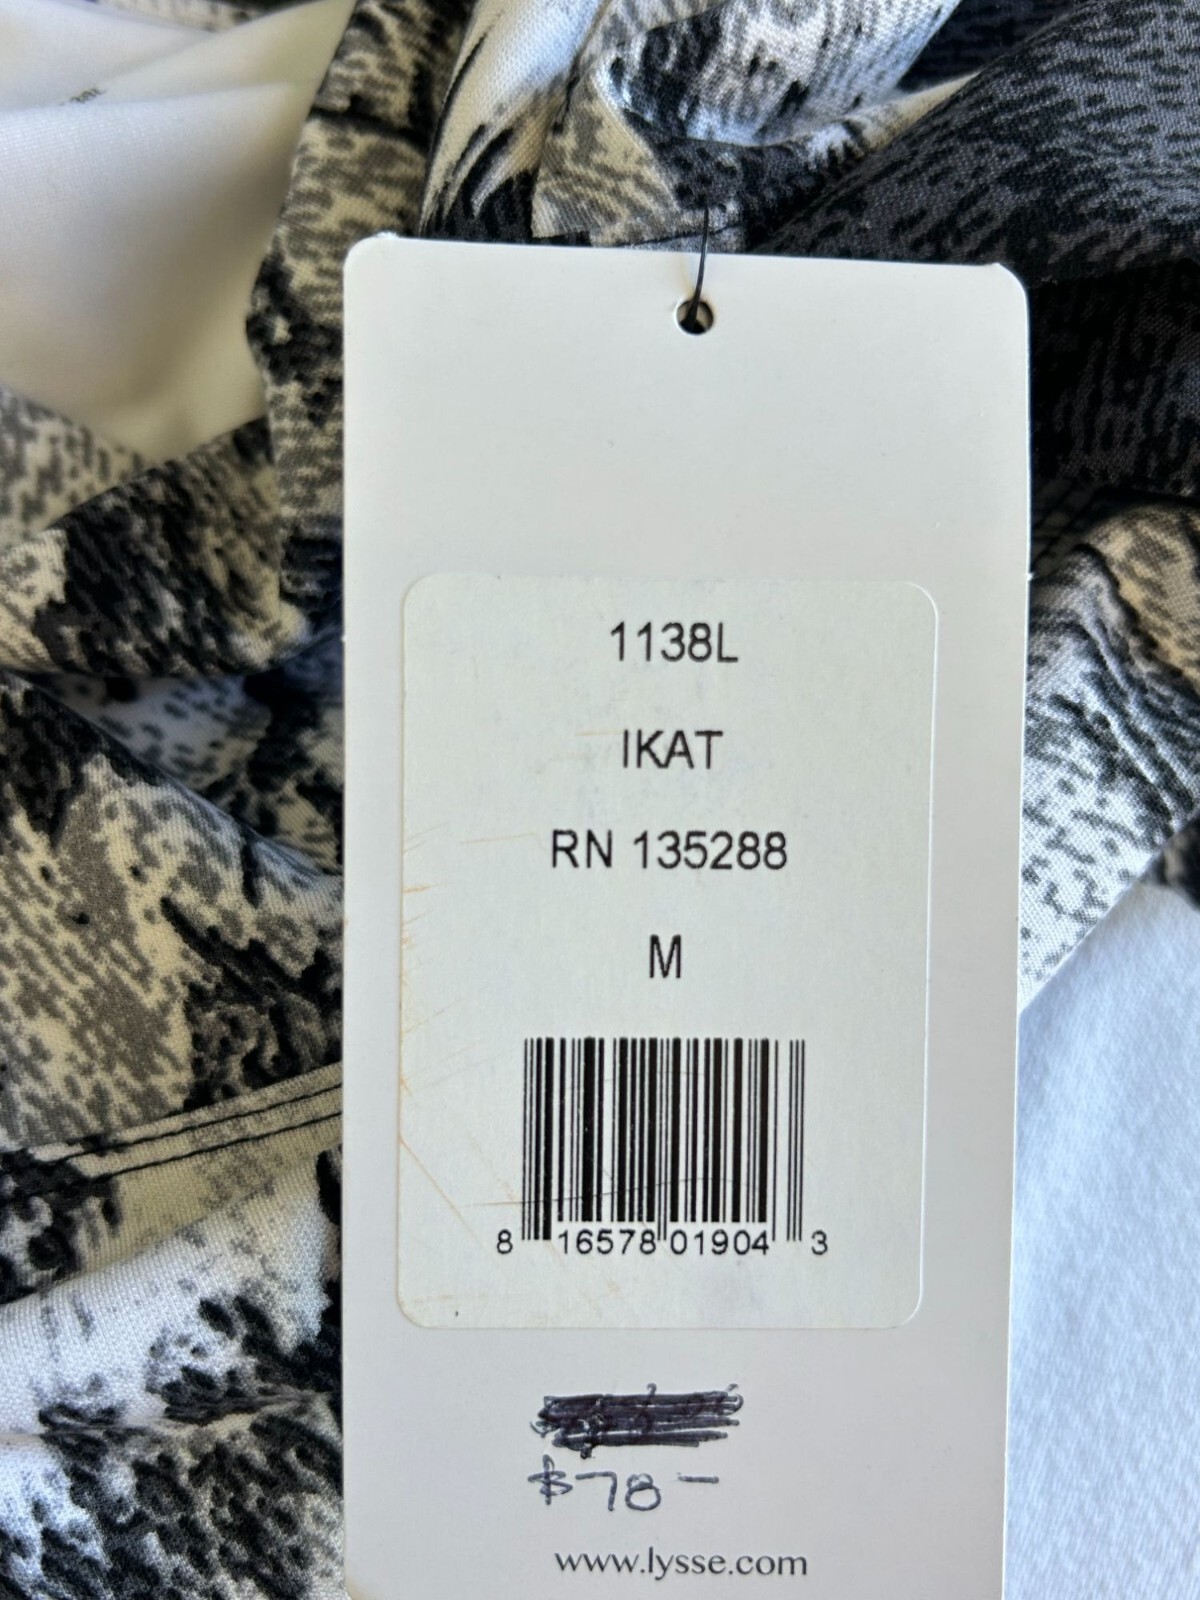 1138L
IKAT
RN 135288
M
8 16578 01904 3
$78-
www.lysse.com